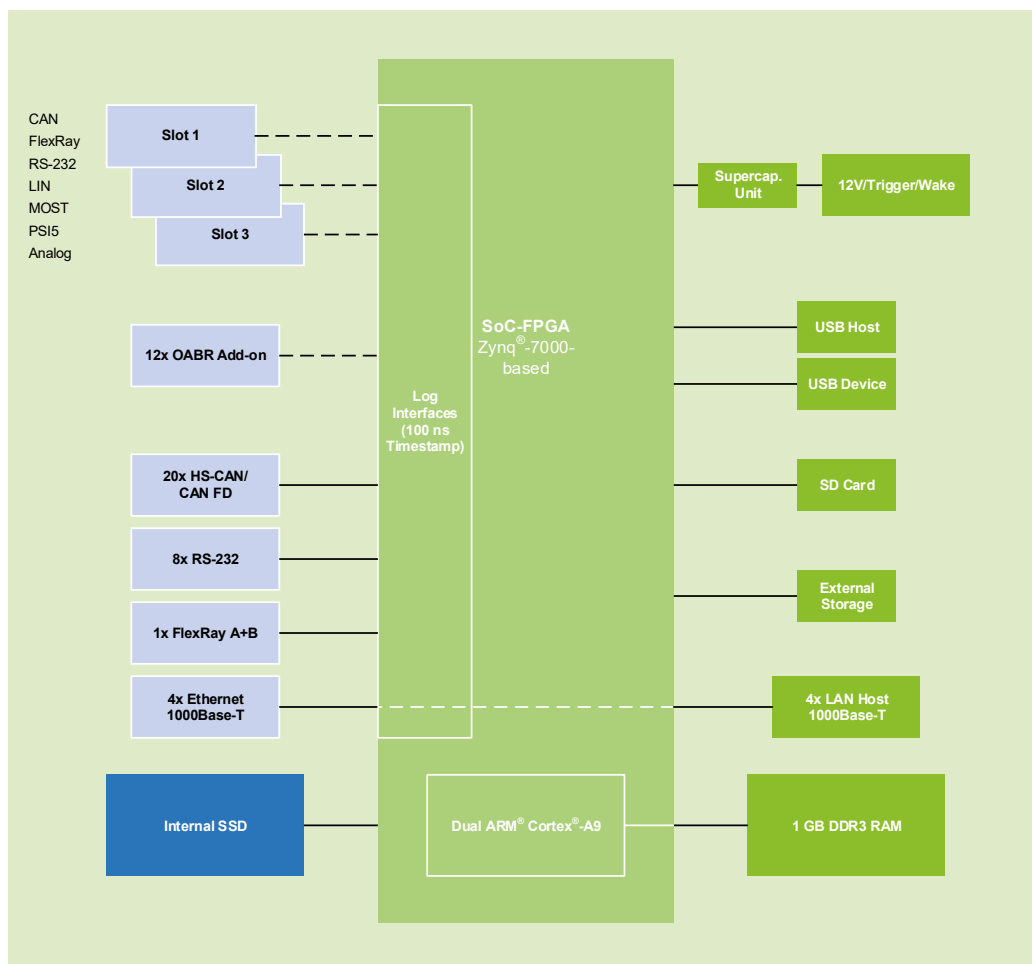 CAN
FlexRay
RS-232
LIN
MOST
PSI5
Analog
Slot 1
Slot 2
Slot 3
12x OABR Add-on
20x HS-CAN/
CAN FD
8x RS-232
1x FlexRay A+B
4x Ethernet
1000Base-T
Internal SSD
Log
Interfaces
(100 ns
Timestamp)
SoC-FPGA
Zynq®-7000-
based
Dual ARM® Cortex®-A9
Supercap.
Unit
12V/Trigger/Wake
USB Host
USB Device
SD Card
External
Storage
4x LAN Host
1000Base-T
1 GB DDR3 RAM